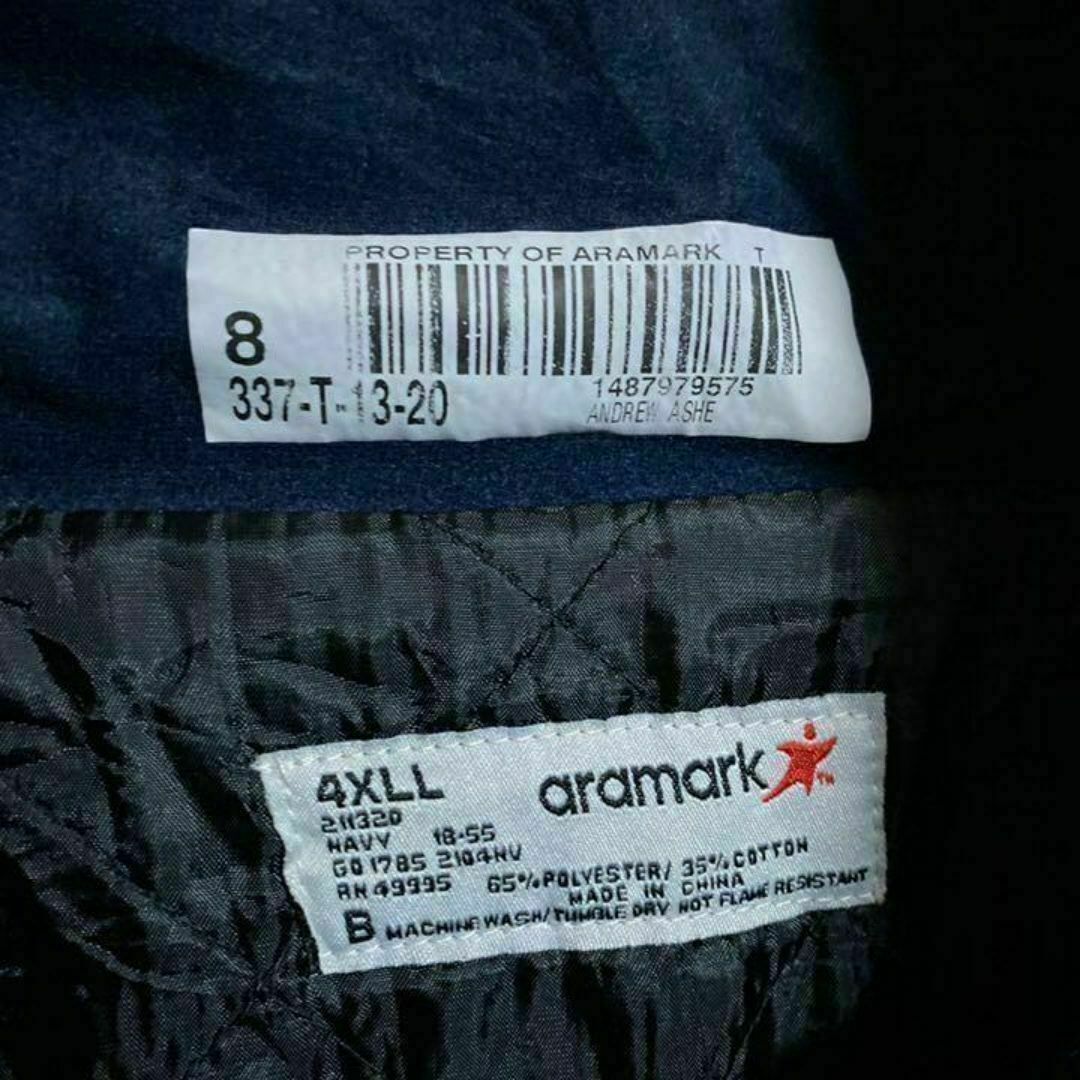 PROPERTY OF ARAMARK T
8
337-T-13-20
1487979575
ANDREW ASHE
4XLL
aramark TM
211320
NAVY 18-55
GO 1785 2104NV
RN 49995 65% POLYESTER/ 35% COTTON
MADE IN CHINA
B MACHINE WASH/TUMBLE DRY NOT FLAME RESISTANT